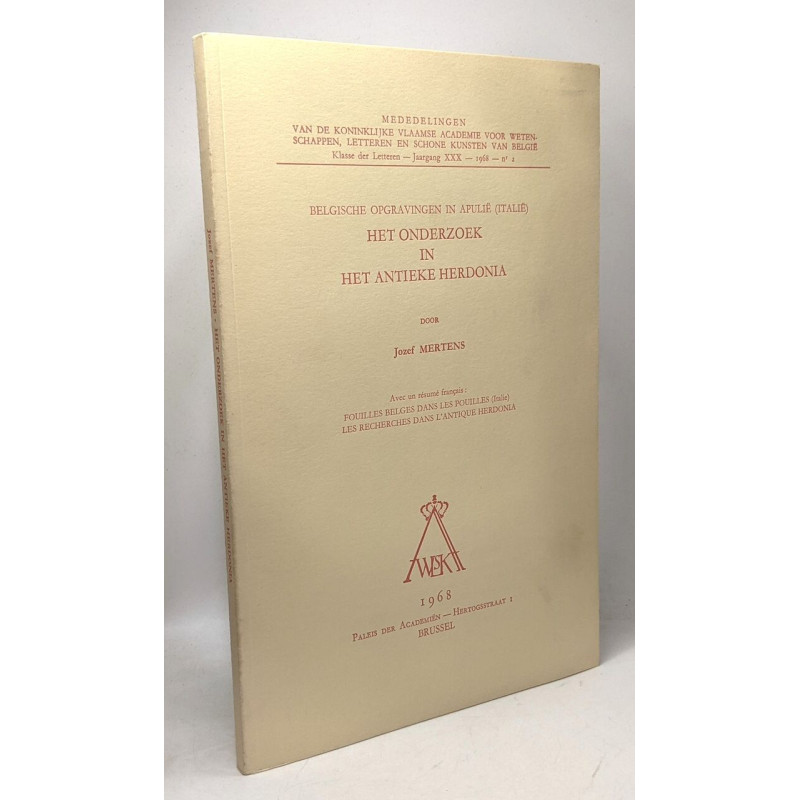 MEDEDELINGEN
VAN DE KONINKLIJKE VLAAMSE ACADEMIE VOOR WETEN-
SCHAPPEN, LETTEREN EN SCHONE KUNSTEN VAN BELGIË
Klasse der Letteren — Jaargang XXX — 1968 — nr 2
BELGISCHE OPGRAVINGEN IN APULIË (ITALIË)
HET ONDERZOEK
IN
HET ANTIEKE HERDONIA
DOOR
Jozef MERTENS
Avec un résumé français :
FOUILLES BELGES DANS LES POUILLES (Italie)
LES RECHERCHES DANS L'ANTIQUE HERDONIA
AWLSK
1968
PALEIS DER ACADEMIËN — HERTOGSSTRAAT 1
BRUSSEL
Jozef MERTENS - HET ONDERZOEK IN HET ANTIEKE HERDONIA